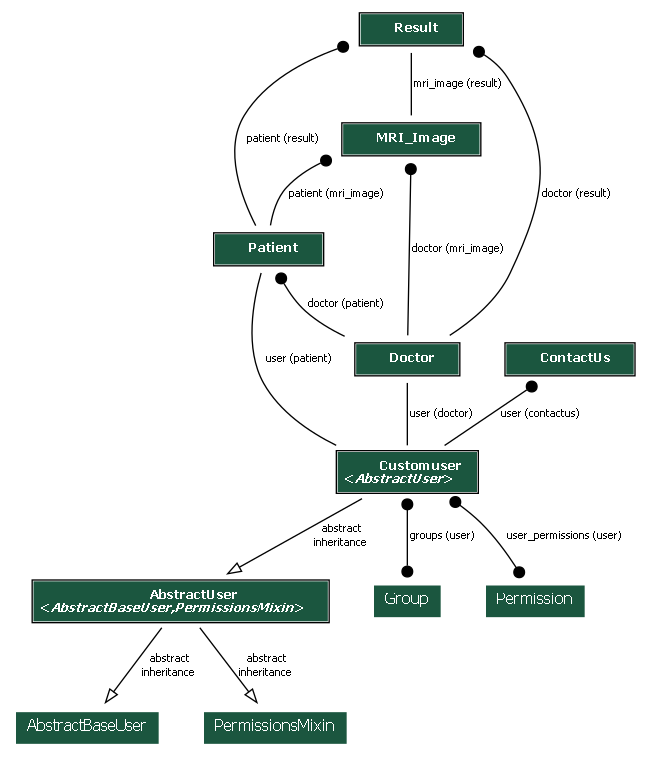 Result
mri_image (result)
patient (result)
MRI_Image
patient (mri_image)
doctor (result)
Patient
doctor (mri_image)
doctor (patient)
user (patient)
Doctor
ContactUs
user (doctor)
user (contactus)
Customuser
<AbstractUser>
abstract
inheritance
groups (user)
user_permissions (user)
AbstractUser
<AbstractBaseUser,PermissionsMixin>
Group
Permission
abstract
inheritance
abstract
inheritance
AbstractBaseUser
PermissionsMixin